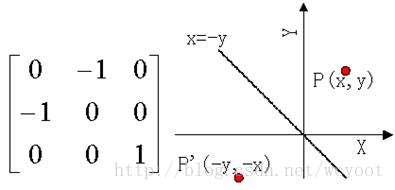 0 -1 0
-1 0 0
0 0 1
x=-y
Y
P(x,y)
X
P'(-y,-x)
http://blog.csdn.net/weyoot